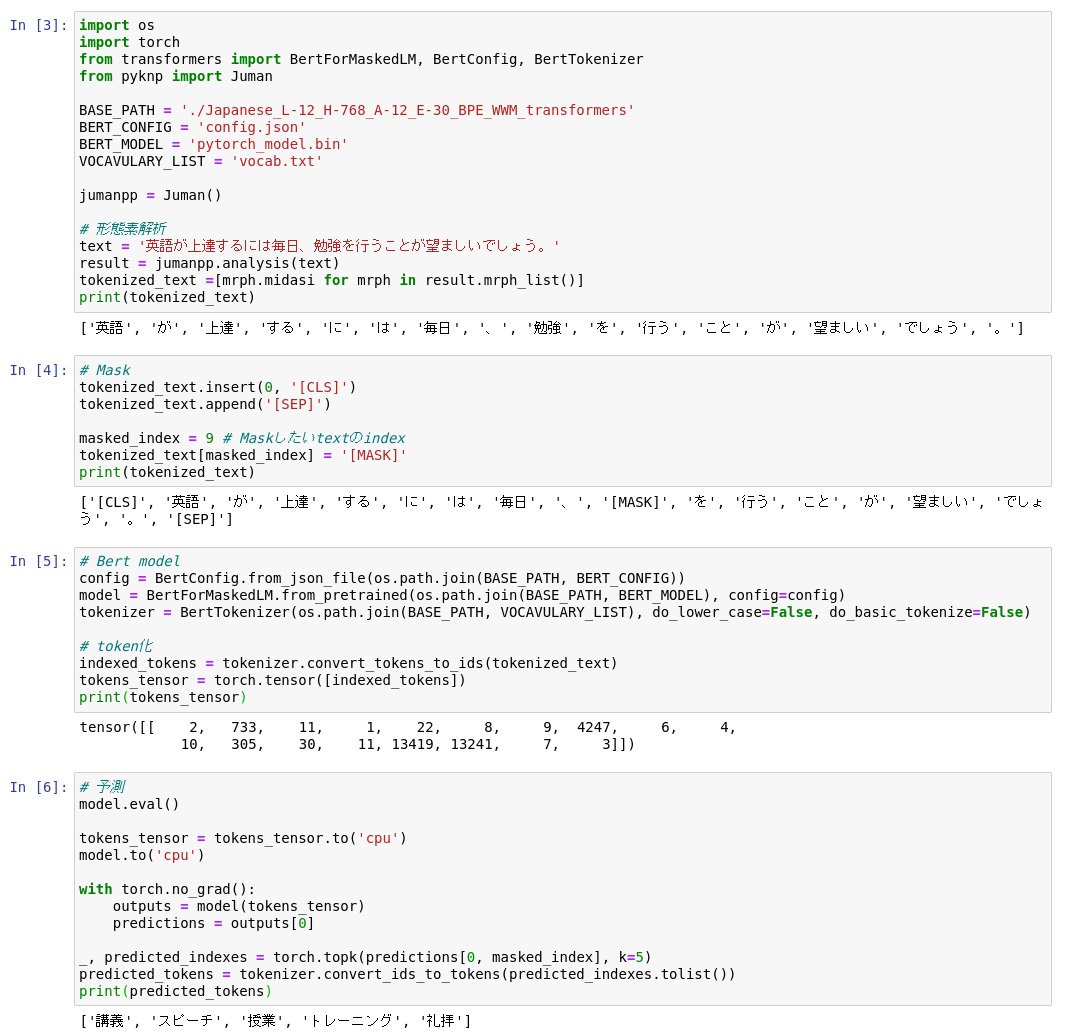 In [3]:
import os
import torch
from transformers import BertForMaskedLM, BertConfig, BertTokenizer
from pyknp import Juman
BASE_PATH = './Japanese_L-12_H-768_A-12_E-30_BPE_WWM_transformers'
BERT_CONFIG = 'config.json'
BERT_MODEL = 'pytorch_model.bin'
VOCAVULARY_LIST = 'vocab.txt'
jumanpp = Juman()
# 形態素解析
text = '英語が上達するには毎日、勉強を行うことが望ましいでしょう。'
result = jumanpp.analysis(text)
tokenized_text =[mrph.midasi for mrph in result.mrph_list()]
print(tokenized_text)
['英語', 'が', '上達', 'する', 'に', 'は', '毎日', '、', '勉強', 'を', '行う', 'こと', 'が', '望ましい', 'でしょう', '。']
In [4]:
# Mask
tokenized_text.insert(0, '[CLS]')
tokenized_text.append('[SEP]')
masked_index = 9 # Maskしたいtextのindex
tokenized_text[masked_index] = '[MASK]'
print(tokenized_text)
['[CLS]', '英語', 'が', '上達', 'する', 'に', 'は', '毎日', '、', '[MASK]', 'を', '行う', 'こと', 'が', '望ましい', 'でしょ
う', '。', '[SEP]']
In [5]:
# Bert model
config = BertConfig.from_json_file(os.path.join(BASE_PATH, BERT_CONFIG))
model = BertForMaskedLM.from_pretrained(os.path.join(BASE_PATH, BERT_MODEL), config=config)
tokenizer = BertTokenizer(os.path.join(BASE_PATH, VOCAVULARY_LIST), do_lower_case=False, do_basic_tokenize=False)
# token化
indexed_tokens = tokenizer.convert_tokens_to_ids(tokenized_text)
tokens_tensor = torch.tensor([indexed_tokens])
print(tokens_tensor)
tensor([[    2,   733,    11,     1,    22,     8,     9,  4247,     6,     4,
            10,   305,    30,    11, 13419, 13241,     7,     3]])
In [6]:
# 予測
model.eval()
tokens_tensor = tokens_tensor.to('cpu')
model.to('cpu')
with torch.no_grad():
    outputs = model(tokens_tensor)
    predictions = outputs[0]
_, predicted_indexes = torch.topk(predictions[0, masked_index], k=5)
predicted_tokens = tokenizer.convert_ids_to_tokens(predicted_indexes.tolist())
print(predicted_tokens)
['講義', 'スピーチ', '授業', 'トレーニング', '礼拝']